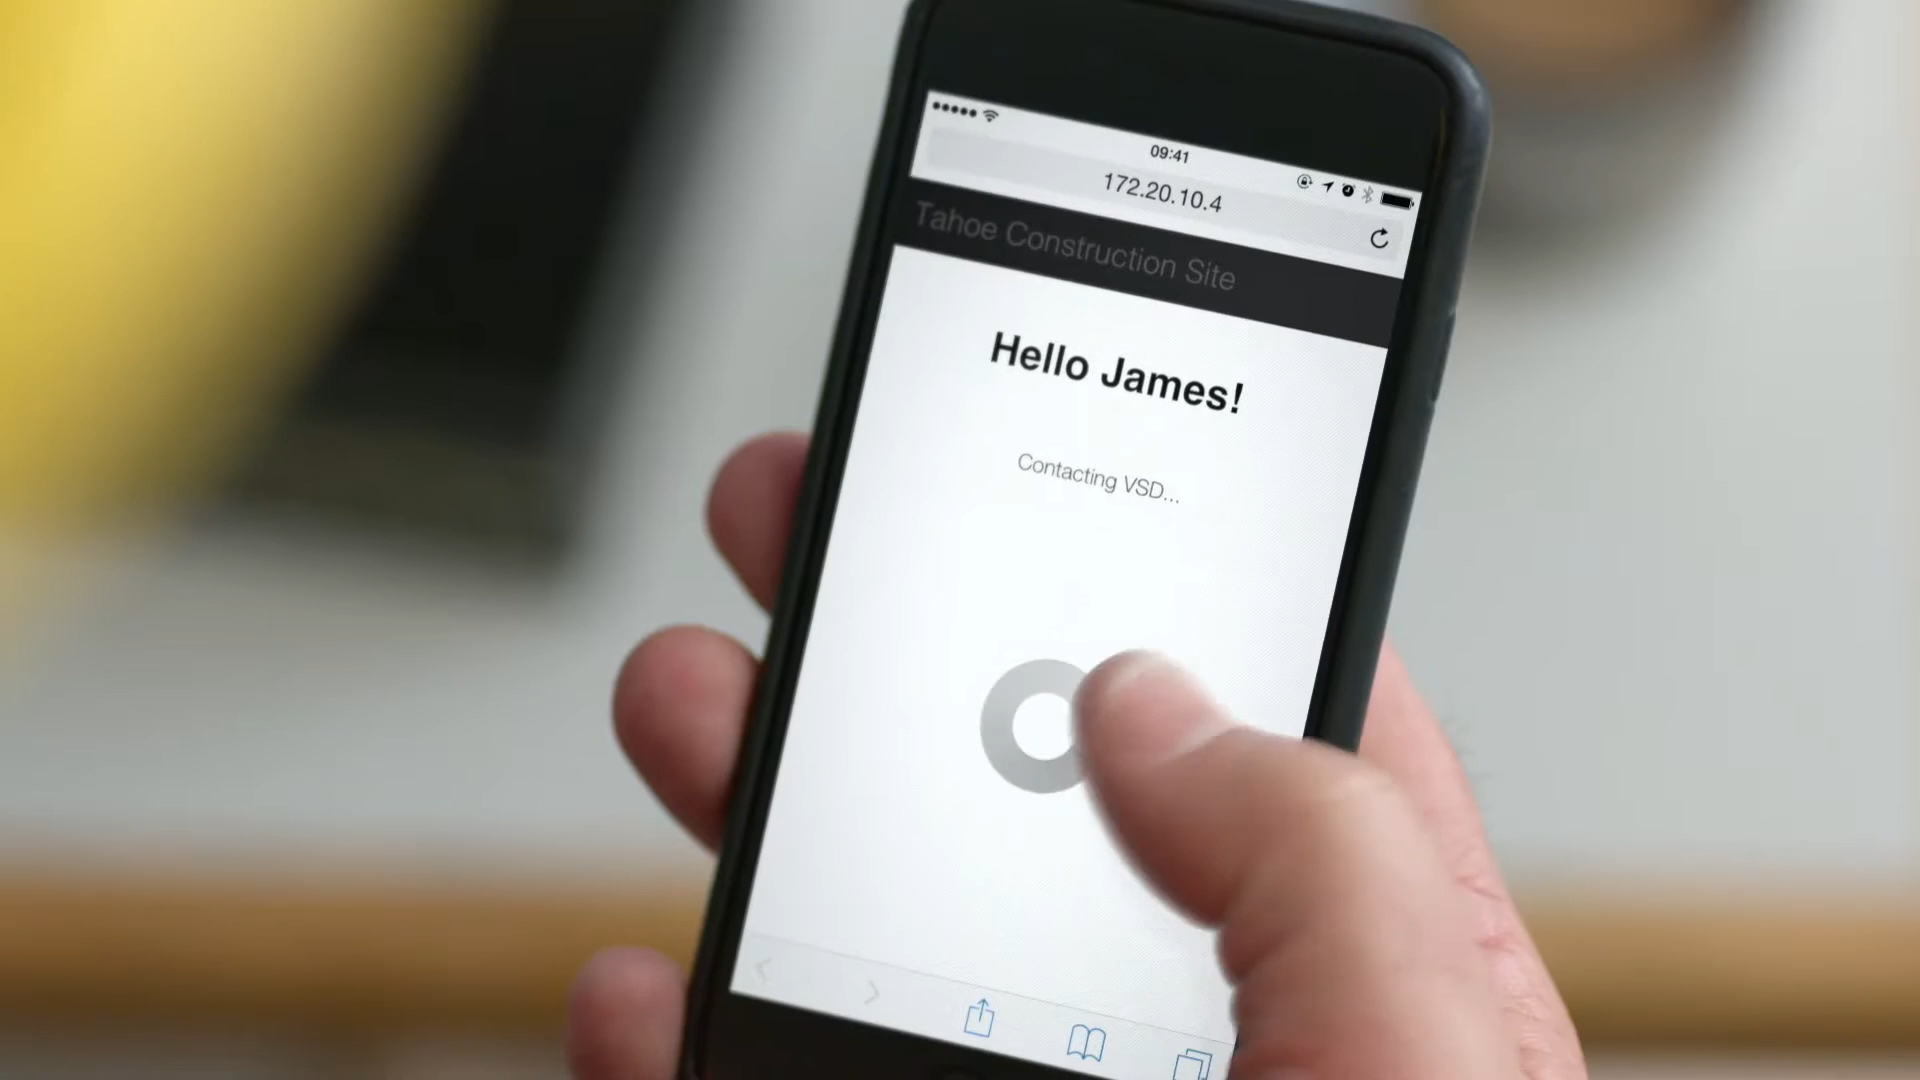 09:41
172.20.10.4
Tahoe Construction Site
Hello James!
Contacting VSD...